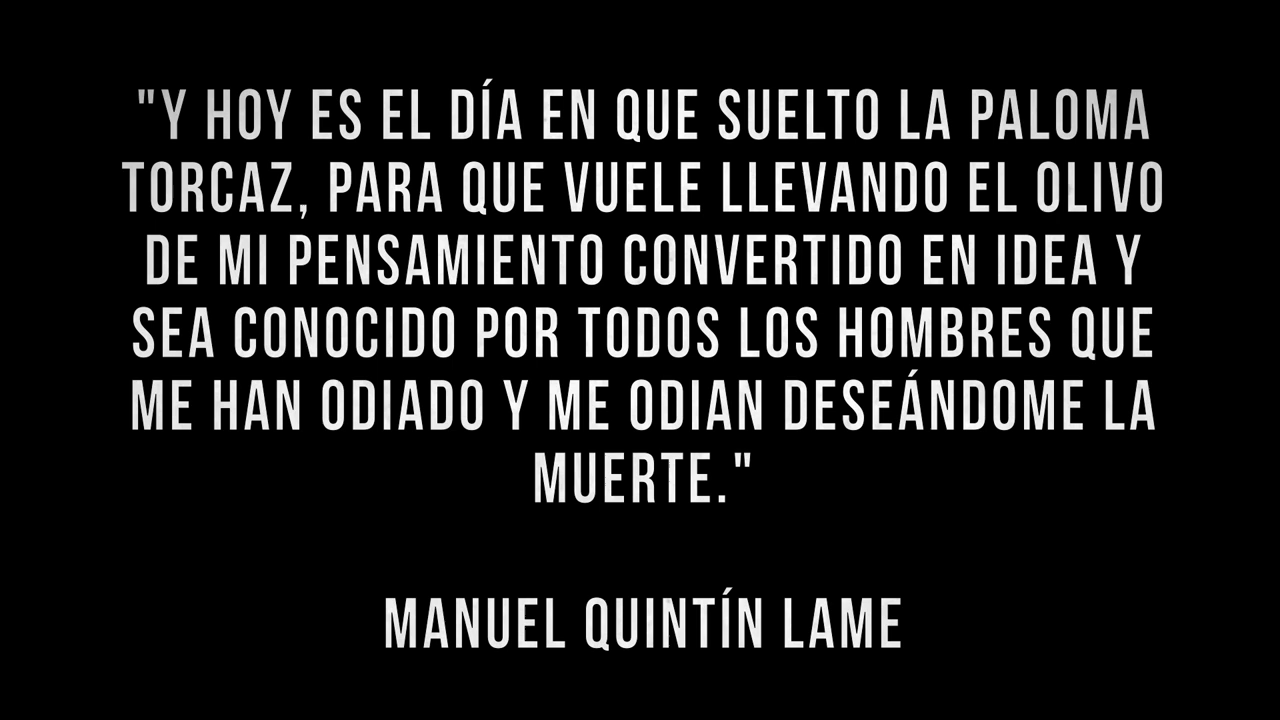 "Y HOY ES EL DÍA EN QUE SUELTO LA PALOMA
TORCAZ, PARA QUE VUELE LLEVANDO EL OLIVO
DE MI PENSAMIENTO CONVERTIDO EN IDEA Y
SEA CONOCIDO POR TODOS LOS HOMBRES QUE
ME HAN ODIADO Y ME ODIAN DESEÁNDOME LA
MUERTE."
MANUEL QUINTÍN LAME